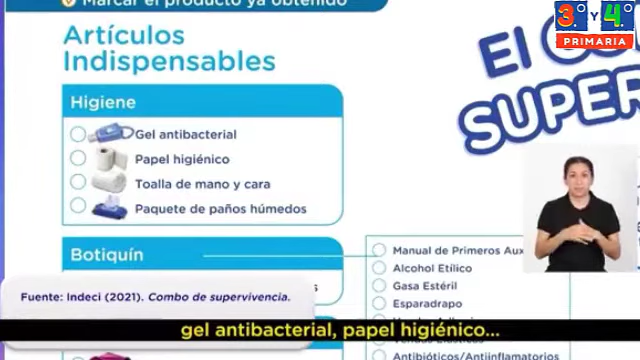 Marcar el producto ya obtenido
3.° Y 4.°
PRIMARIA
Artículos
Indispensables
El
SUPER
Higiene
Gel antibacterial
Papel higiénico
Toalla de mano y cara
Paquete de paños húmedos
Botiquín
Manual de Primeros Aux
Alcohol Etílico
Gasa Estéril
Esparadrapo
Antibióticos/Antiinflamatorios
Fuente: Indeci (2021). Combo de supervivencia.
gel antibacterial, papel higiénico...